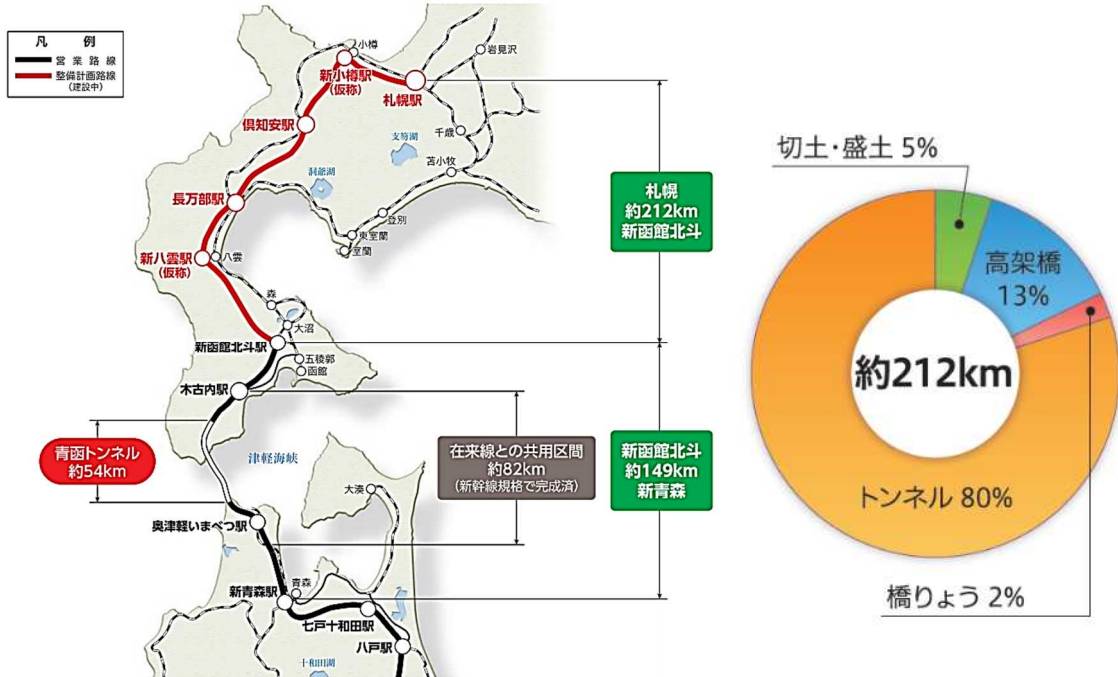 凡 例
営業路線
整備計画路線
(建設中)
小樽
岩見沢
新小樽駅
(仮称)
札幌駅
倶知安駅
支笏湖
千歳
苫小牧
洞爺湖
長万部駅
登別
東室蘭
室蘭
新八雲駅
(仮称)
八雲
森
大沼
新函館北斗駅
五稜郭
函館
木古内駅
札幌
約212km
新函館北斗
青函トンネル
約54km
津軽海峡
在来線との共用区間
約82km
(新幹線規格で完成済)
新函館北斗
約149km
新青森
大湊
奥津軽いまべつ駅
青森
新青森駅
七戸十和田駅
八戸駅
十和田湖
切土・盛土 5%
高架橋
13%
約212km
トンネル 80%
橋りょう 2%